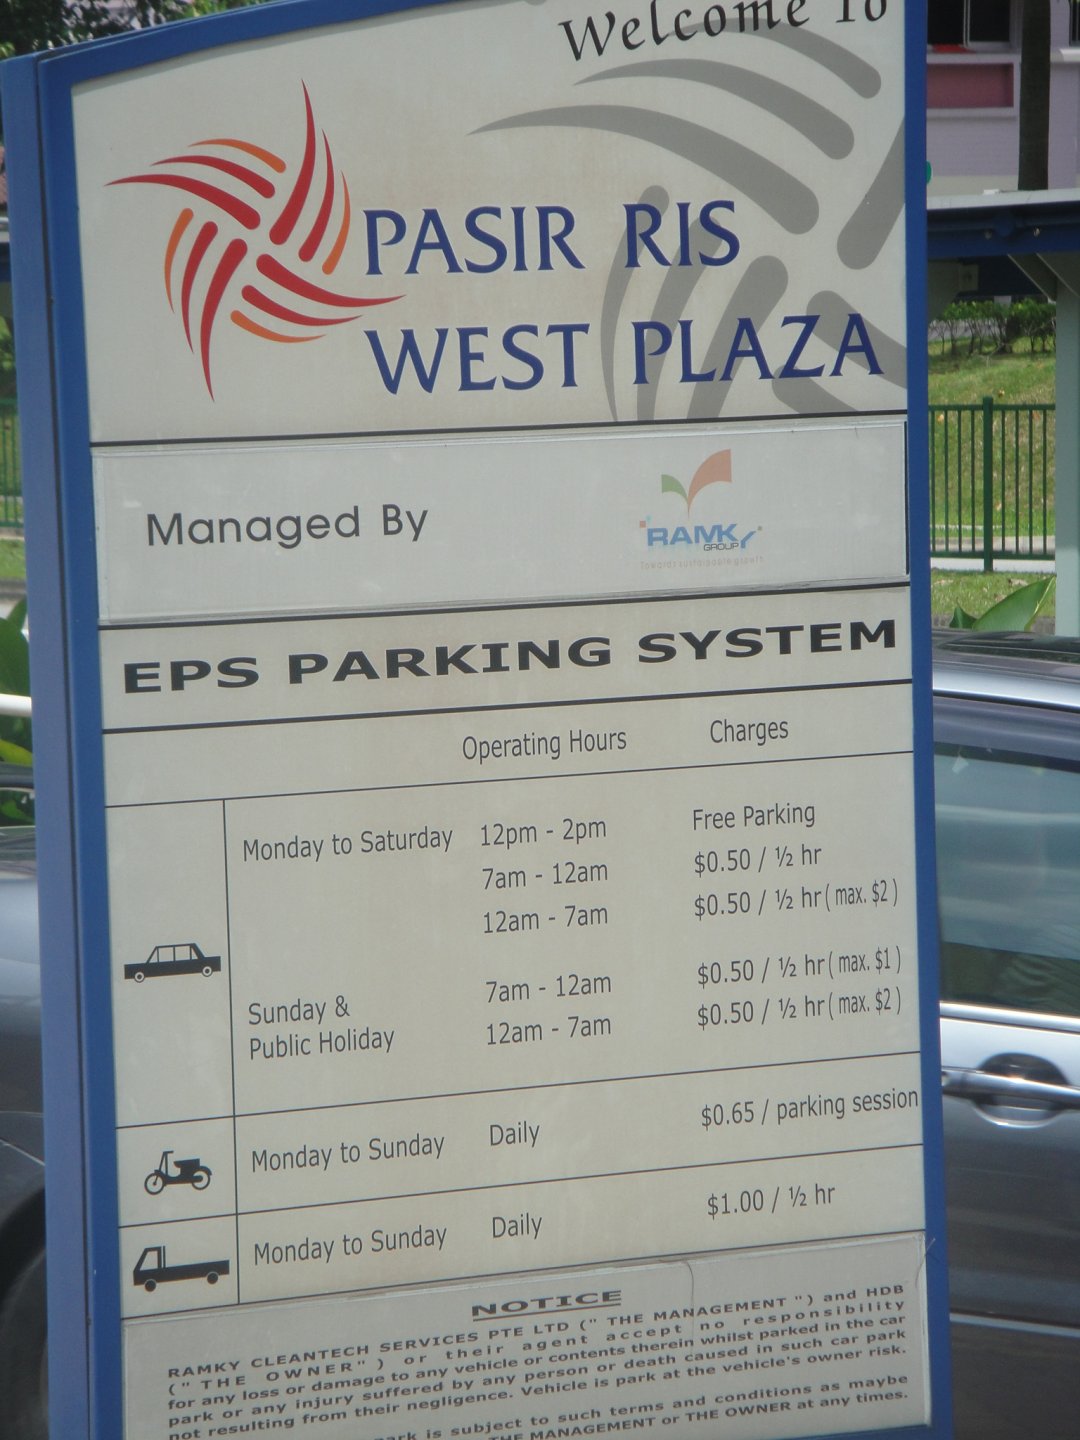 Welcome To
PASIR RIS
WEST PLAZA
Managed By
RAMKY
GROUP
Towards sustainable growth
EPS PARKING SYSTEM
Operating Hours Charges
Monday to Saturday 12pm - 2pm Free Parking
7am - 12am $0.50 / ½ hr
12am - 7am $0.50 / ½ hr ( max. $2 )
7am - 12am $0.50 / ½ hr ( max. $1 )
Sunday &
Public Holiday 12am - 7am $0.50 / ½ hr ( max. $2 )
Monday to Sunday Daily $0.65 / parking session
Monday to Sunday Daily $1.00 / ½ hr
NOTICE
RAMKY CLEANTECH SERVICES PTE LTD (" THE MANAGEMENT ") and HDB
(" THE OWNER" ) or their agent accept no responsibility
for any loss or damage to any vehicle or contents therein whilst parked in the car
park or any injury suffered by any person or death caused in such car park
not resulting from their negligence. Vehicle is park at the vehicle's owner risk.
is subject to such terms and conditions as maybe
MANAGEMENT or THE OWNER at any times.